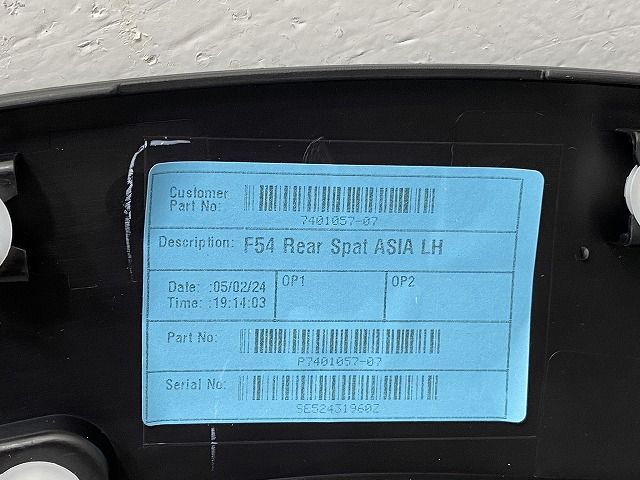 Customer
Part No:
7401057-07
Description: F54 Rear Spat ASIA LH
Date: :05/02/24
Time: :19:14:03
OP1
OP2
Part No:
P7401057-07
Serial No:
SE5243196OZ